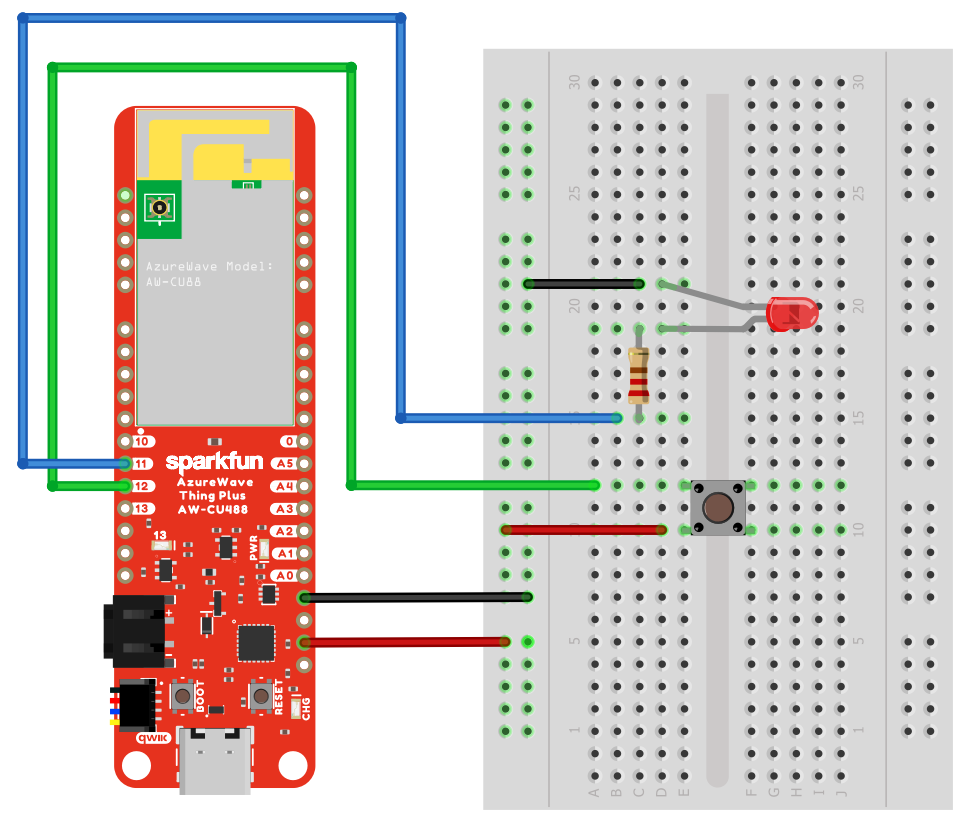 AzureWave Model:
AW-CU88
10
11
12
13
0
A5
A4
A3
A2
A1
A0
sparkfun
AzureWave
Thing Plus
AW-CU488
13
PWR
+
−
BOOT
RESET
CHG
qwiic
30
25
20
15
10
5
1
A B C D E F G H I J
30
25
20
15
10
5
1